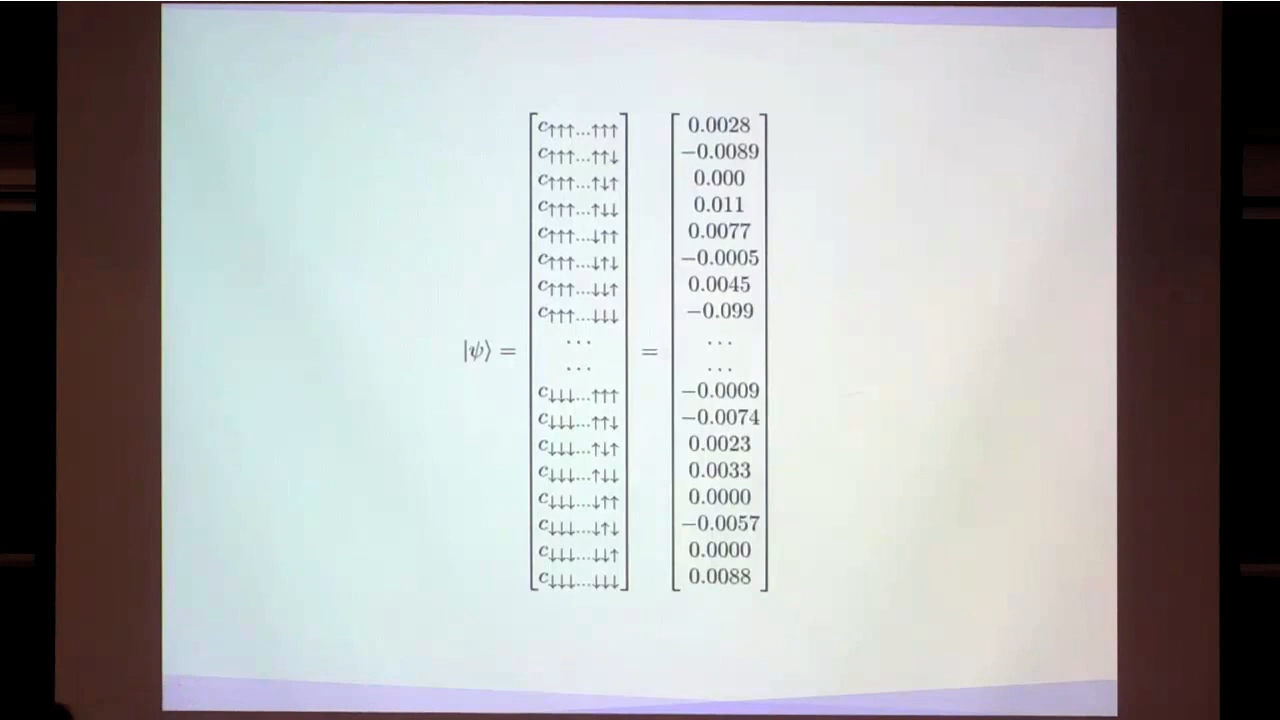 c↑↑↑...↑↑↑ 0.0028
c↑↑↑...↑↑↓ −0.0089
c↑↑↑...↑↓↑ 0.000
c↑↑↑...↑↓↓ 0.011
c↑↑↑...↓↑↑ 0.0077
c↑↑↑...↓↑↓ −0.0005
c↑↑↑...↓↓↑ 0.0045
c↑↑↑...↓↓↓ −0.099
|ψ⟩ = ... = ...
... ...
c↓↓↓...↑↑↑ −0.0009
c↓↓↓...↑↑↓ −0.0074
c↓↓↓...↑↓↑ 0.0023
c↓↓↓...↑↓↓ 0.0033
c↓↓↓...↓↑↑ 0.0000
c↓↓↓...↓↑↓ −0.0057
c↓↓↓...↓↓↑ 0.0000
c↓↓↓...↓↓↓ 0.0088